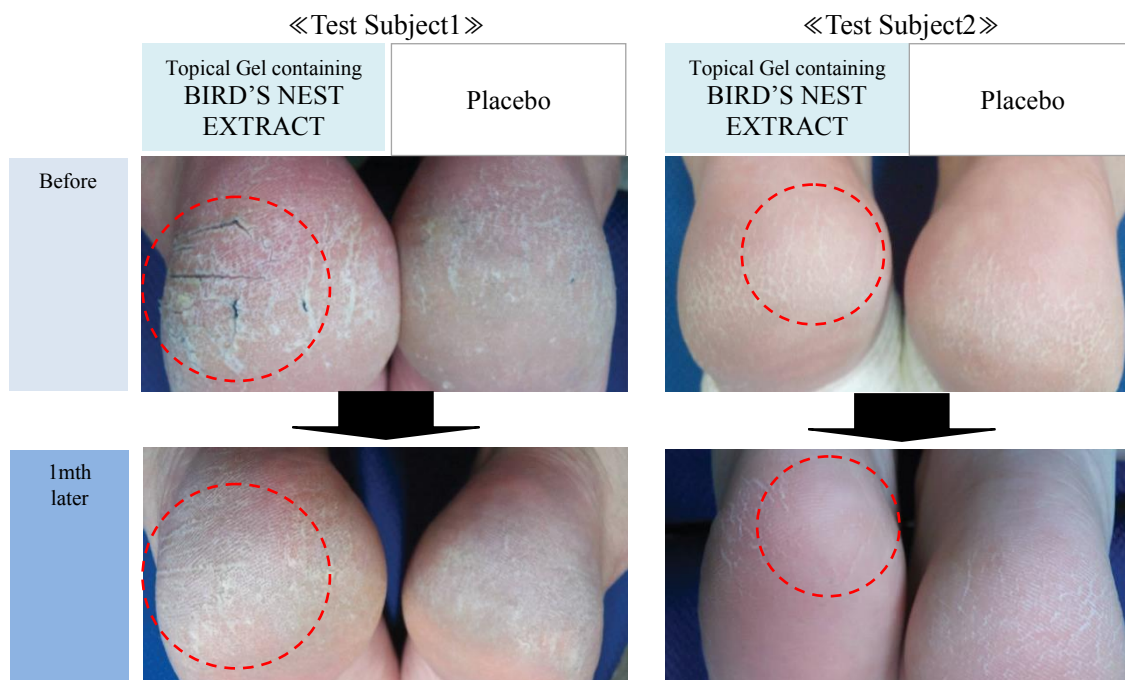 ≪Test Subject1≫
≪Test Subject2≫
Topical Gel containing
BIRD’S NEST
EXTRACT
Placebo
Topical Gel containing
BIRD’S NEST
EXTRACT
Placebo
Before
1mth
later